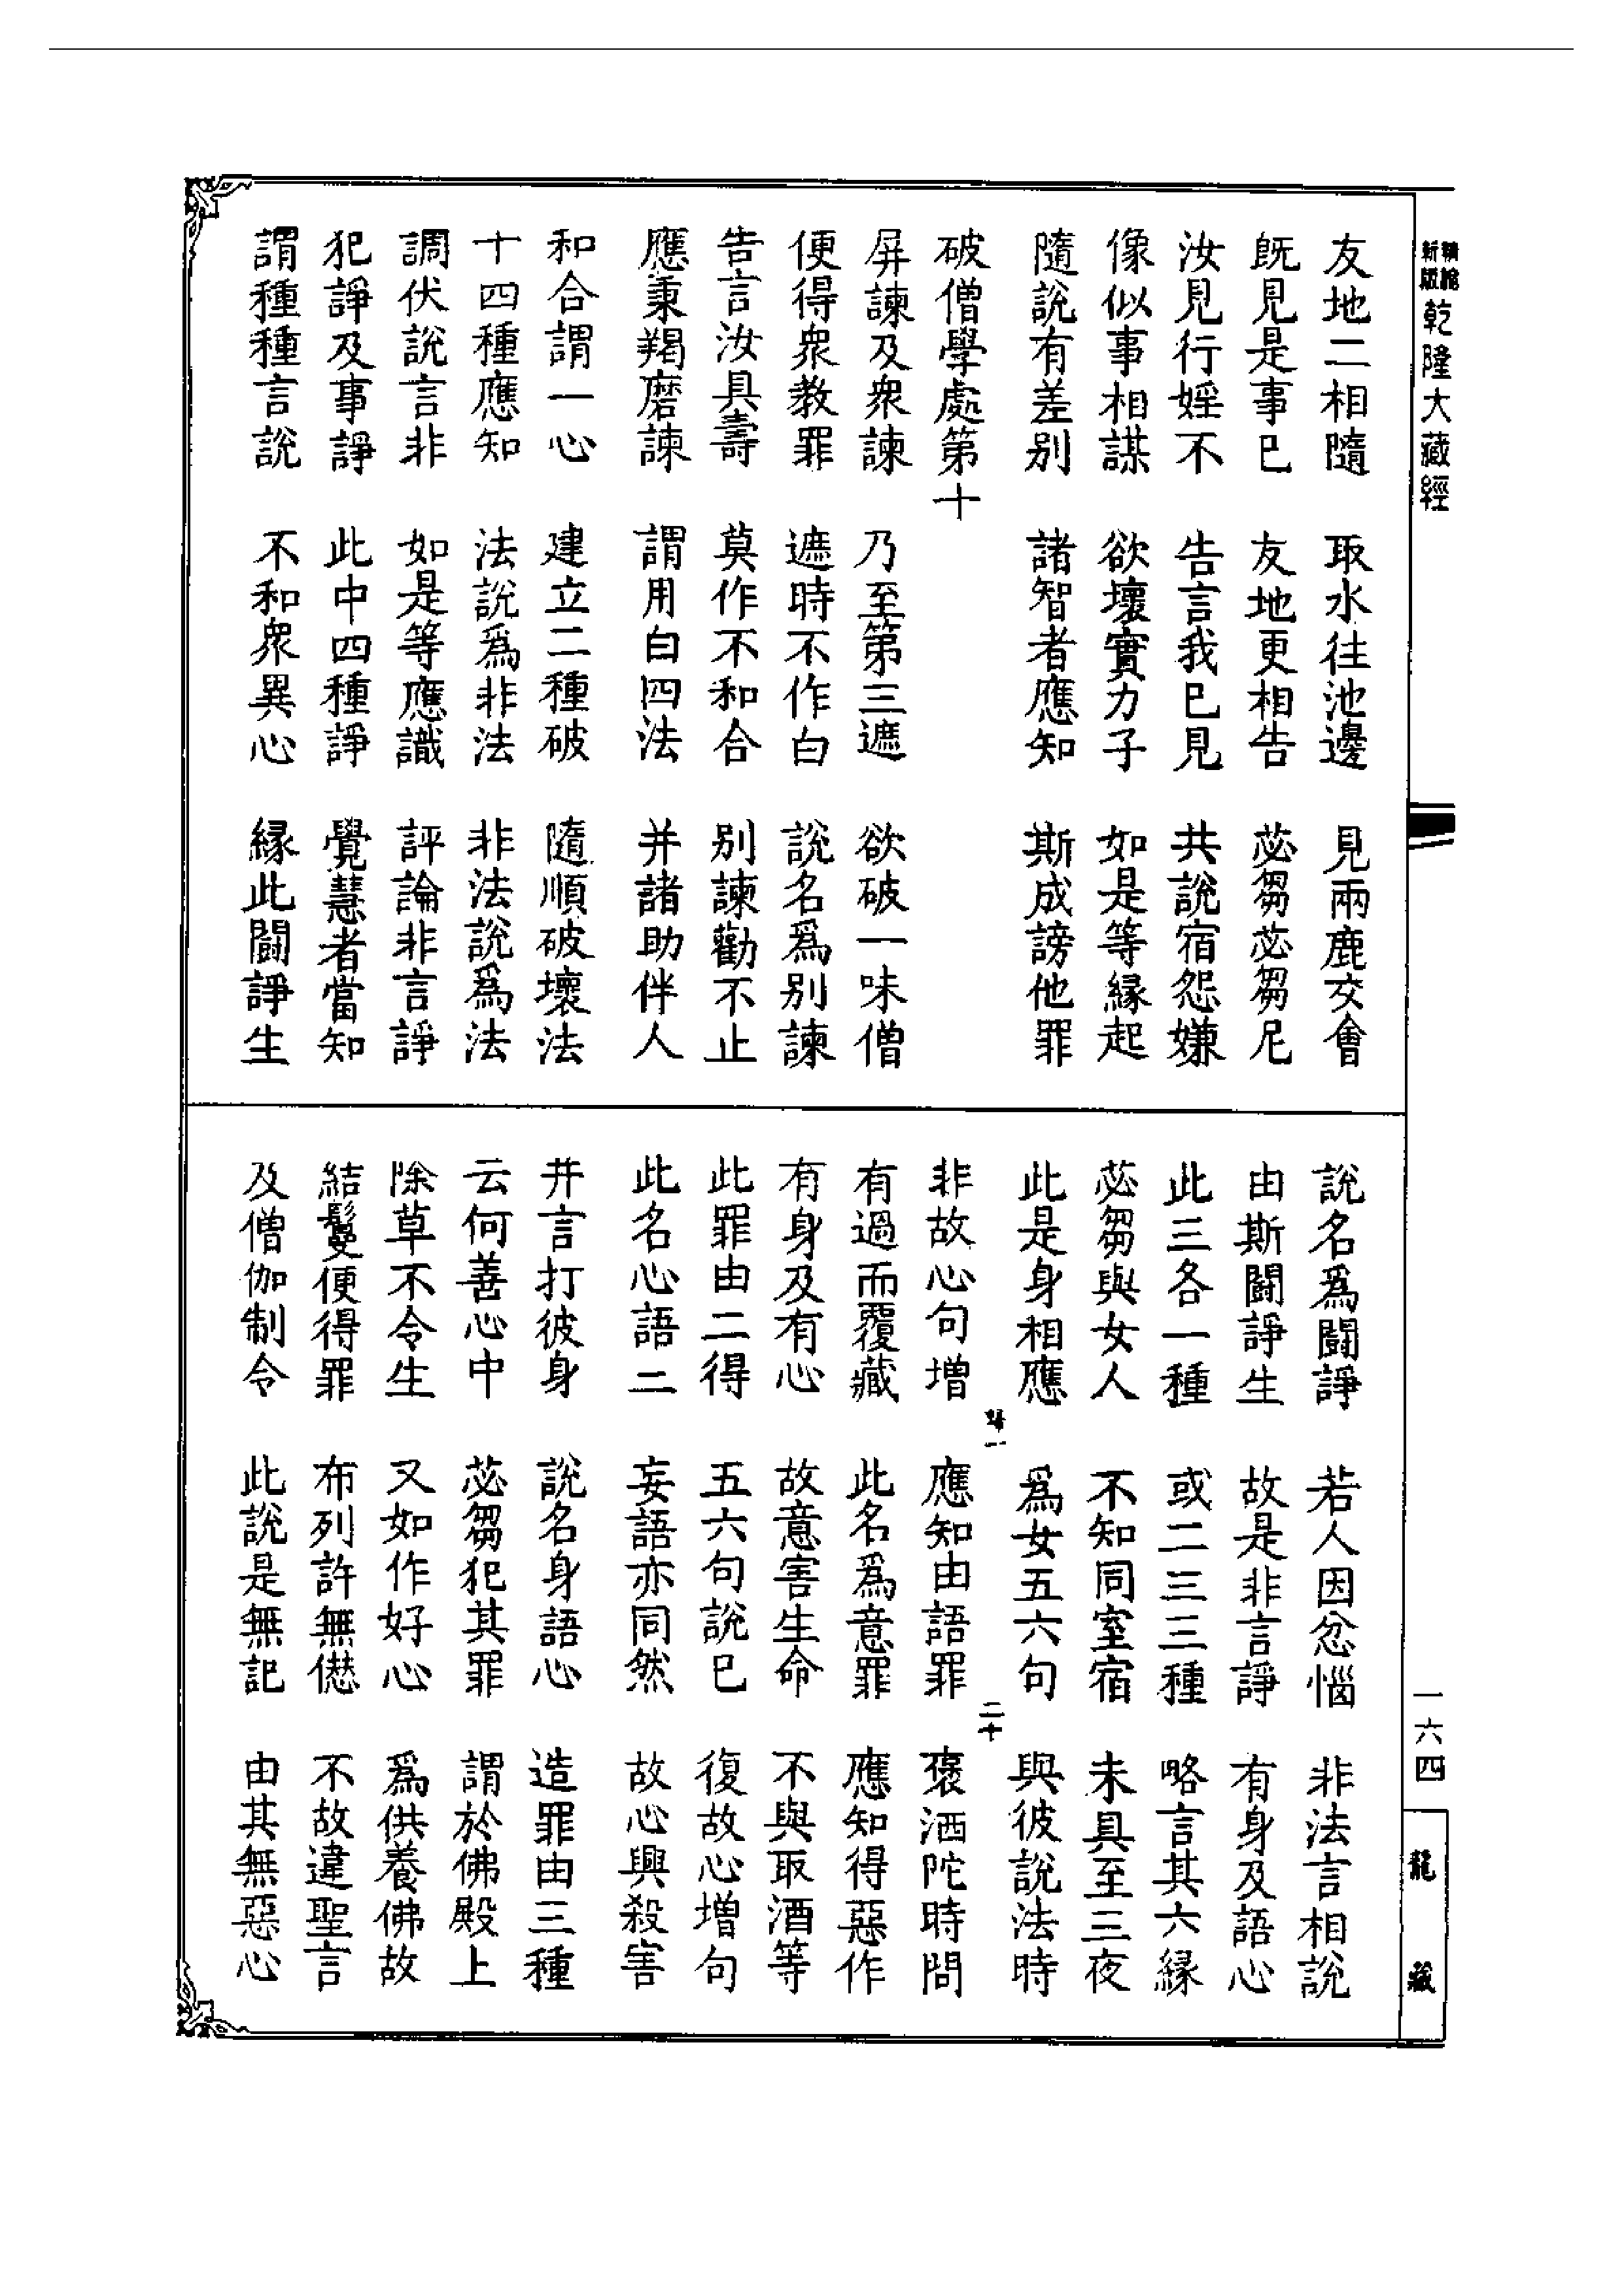 精繕
新版
乾隆大藏經
一六四
龍藏
友地二相隨 取水往池邊 見兩鹿交會
既見是事已 友地更相告 苾芻苾芻尼
汝見行婬不 告言我已見 共說宿怨嫌
像似事相謀 欲壞實力子 如是等緣起
隨說有差別 諸智者應知 斯成謗他罪
破僧學處第十
屏諫及衆諫 乃至第三遮 欲破一味僧
便得衆教罪 遮時不作白 說名爲別諫
告言汝具壽 莫作不和合 別諫勸不止
應秉羯磨諫 謂用白四法 并諸助伴人
和合謂一心 建立二種破 隨順破壞法
十四種應知 法說爲非法 非法說爲法
調伏說言非 如是等應識 評論非言諍
犯諍及事諍 此中四種諍 覺慧者當知
謂種種言說 不和衆異心 緣此鬪諍生
說名爲鬪諍 若人因忿惱 非法言相說
由斯鬪諍生 故是非言諍 有身及語心
此三各一種 或二三三種 略言其六緣
苾芻與女人 不知同室宿 未具至三夜
此是身相應 爲女五六句 與彼說法時
二十
非故心句增 應知由語罪 褒洒陀時問
有過而覆藏 此名爲意罪 應知得惡作
有身及有心 故意害生命 不與取酒等
此罪由二得 五六句說已 復故心增句
此名心語二 妄語亦同然 故心興殺害
并言打彼身 說名身語心 造罪由三種
云何善心中 苾芻犯其罪 謂於佛殿上
除草不令生 又如作好心 爲供養佛故
結鬘便得罪 布列許無愆 不故違聖言
及僧伽制令 此說是無記 由其無惡心